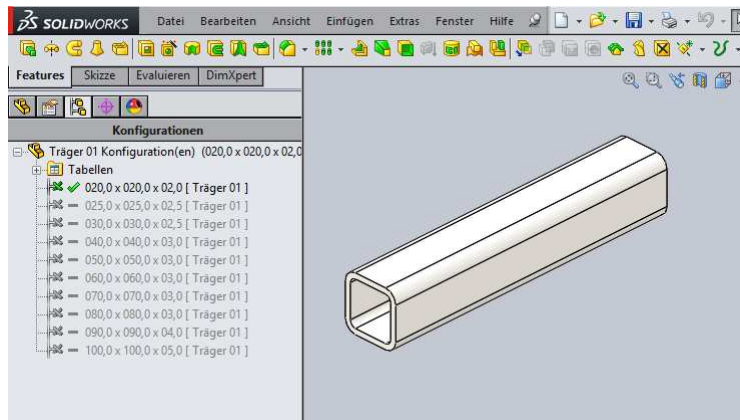 SOLIDWORKS Datei Bearbeiten Ansicht Einfügen Extras Fenster Hilfe
Features Skizze Evaluieren DimXpert
Konfigurationen
Träger 01 Konfiguration(en) (020,0 x 020,0 x 02,0
Tabellen
020,0 x 020,0 x 02,0 [ Träger 01 ]
025,0 x 025,0 x 02,5 [ Träger 01 ]
030,0 x 030,0 x 02,5 [ Träger 01 ]
040,0 x 040,0 x 03,0 [ Träger 01 ]
050,0 x 050,0 x 03,0 [ Träger 01 ]
060,0 x 060,0 x 03,0 [ Träger 01 ]
070,0 x 070,0 x 03,0 [ Träger 01 ]
080,0 x 080,0 x 03,0 [ Träger 01 ]
090,0 x 090,0 x 04,0 [ Träger 01 ]
100,0 x 100,0 x 05,0 [ Träger 01 ]